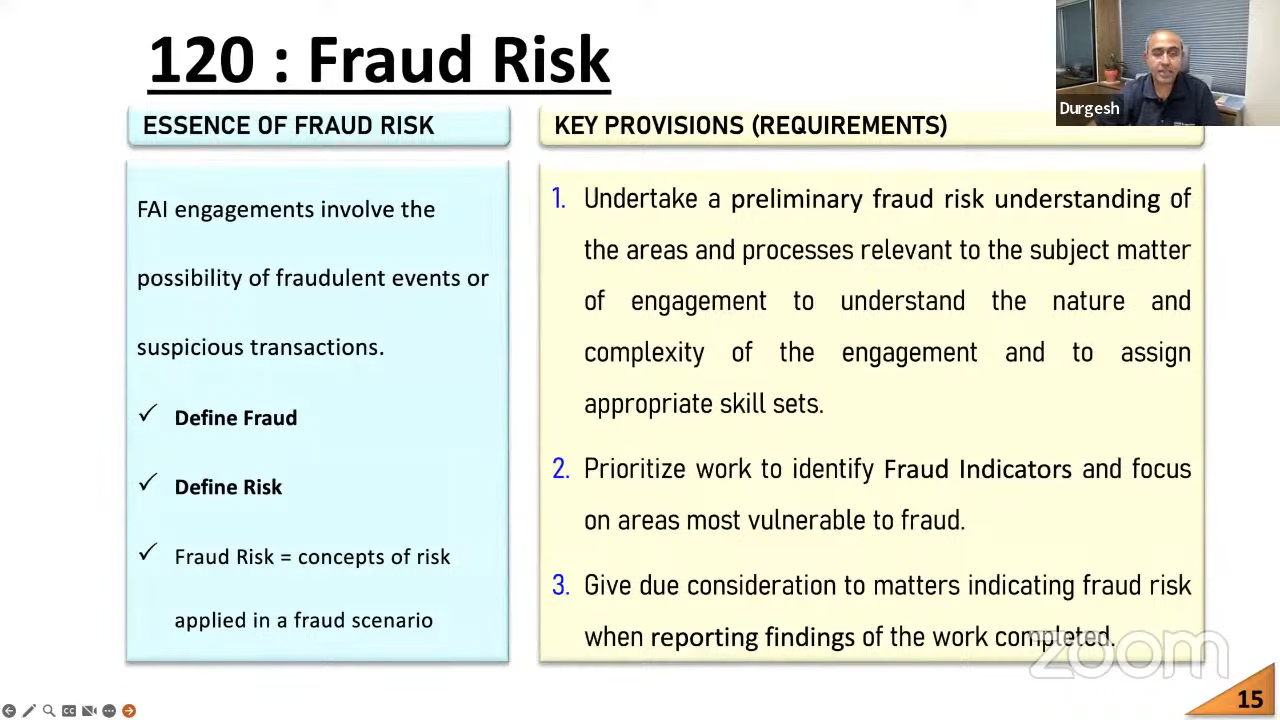 120 : Fraud Risk
Durgesh
ESSENCE OF FRAUD RISK
FAI engagements involve the
possibility of fraudulent events or
suspicious transactions.
✓ Define Fraud
✓ Define Risk
✓ Fraud Risk = concepts of risk
applied in a fraud scenario
KEY PROVISIONS (REQUIREMENTS)
1. Undertake a preliminary fraud risk understanding of
the areas and processes relevant to the subject matter
of engagement to understand the nature and
complexity of the engagement and to assign
appropriate skill sets.
2. Prioritize work to identify Fraud Indicators and focus
on areas most vulnerable to fraud.
3. Give due consideration to matters indicating fraud risk
when reporting findings of the work completed.
zoom
15